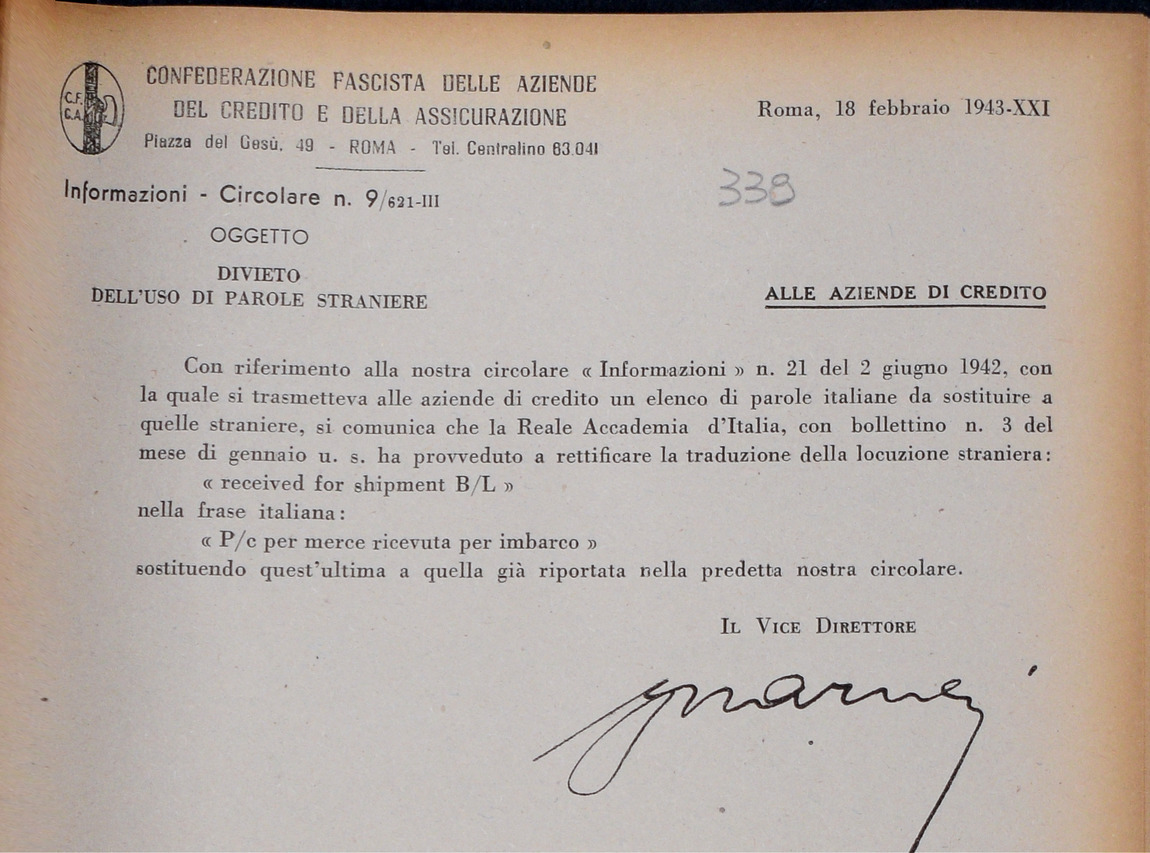 C.F.
C.A.
CONFEDERAZIONE FASCISTA DELLE AZIENDE
DEL CREDITO E DELLA ASSICURAZIONE
Piazza del Gesù, 49 - ROMA - Tel. Centralino 63.041
Roma, 18 febbraio 1943-XXI
338
Informazioni - Circolare n. 9/621-III
OGGETTO
DIVIETO
DELL'USO DI PAROLE STRANIERE
ALLE AZIENDE DI CREDITO
Con riferimento alla nostra circolare « Informazioni » n. 21 del 2 giugno 1942, con
la quale si trasmetteva alle aziende di credito un elenco di parole italiane da sostituire a
quelle straniere, si comunica che la Reale Accademia d'Italia, con bollettino n. 3 del
mese di gennaio u. s. ha provveduto a rettificare la traduzione della locuzione straniera:
« received for shipment B/L »
nella frase italiana:
« P/c per merce ricevuta per imbarco »
sostituendo quest'ultima a quella già riportata nella predetta nostra circolare.
IL VICE DIRETTORE